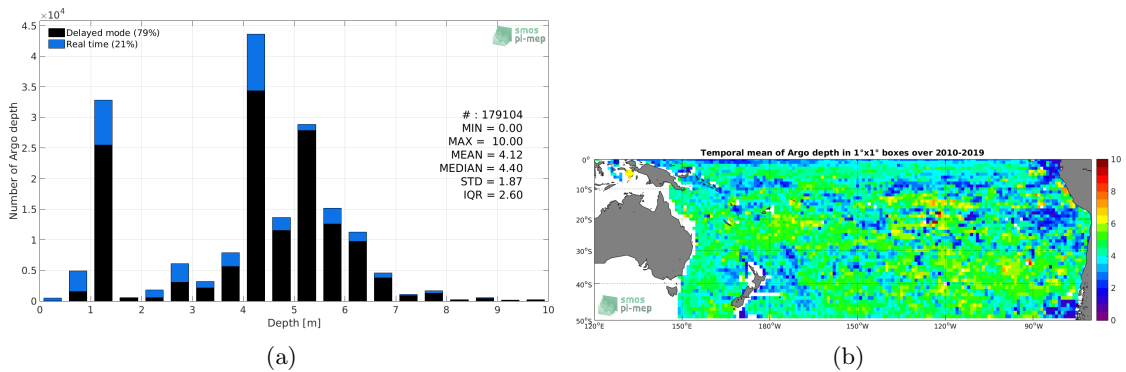 ×10⁴
4.5
4
3.5
3
2.5
2
1.5
1
0.5
0
Number of Argo depth
Delayed mode (79%)
Real time (21%)
smos
pi-mep
# : 179104
MIN = 0.00
MAX = 10.00
MEAN = 4.12
MEDIAN = 4.40
STD = 1.87
IQR = 2.60
0 1 2 3 4 5 6 7 8 9 10
Depth [m]
(a)
Temporal mean of Argo depth in 1°x1° boxes over 2010-2019
0°
10°S
20°S
30°S
40°S
50°S
120°E 150°E 180°W 150°W 120°W 90°W
smos
pi-mep
10
8
6
4
2
0
(b)